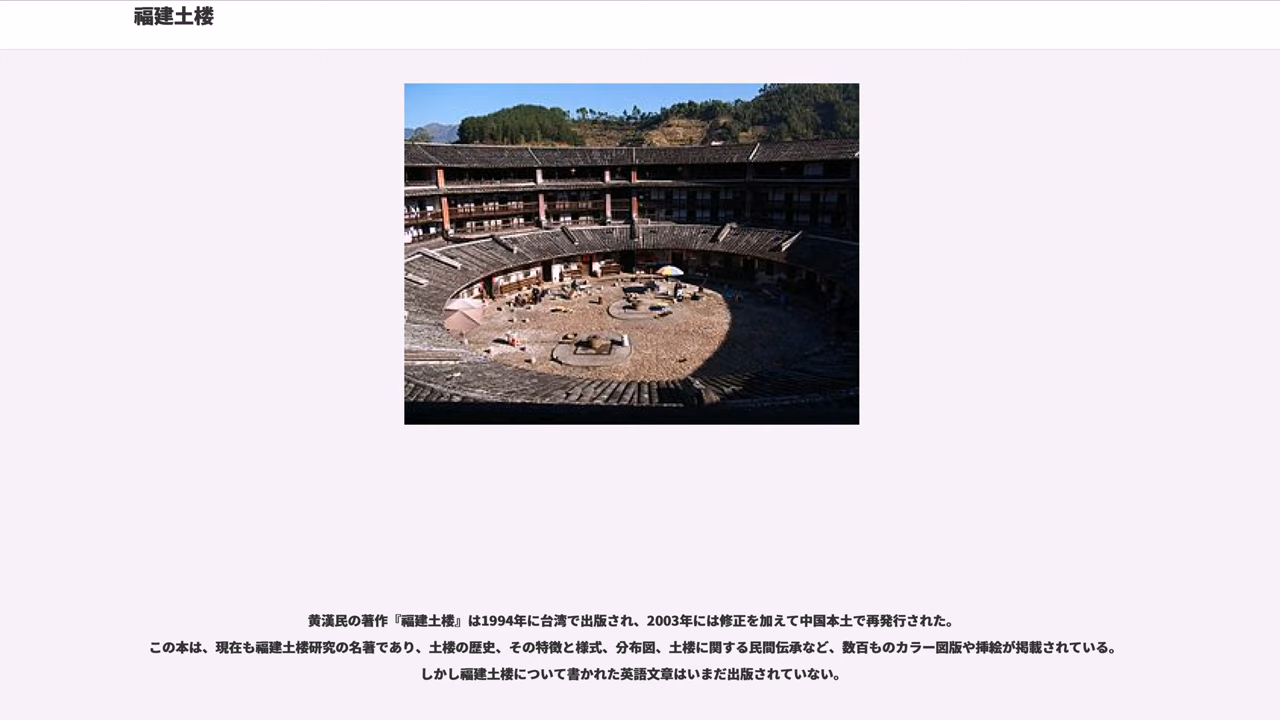 福建土楼
黄漢民の著作『福建土楼』は1994年に台湾で出版され、2003年には修正を加えて中国本土で再発行された。
この本は、現在も福建土楼研究の名著であり、土楼の歴史、その特徴と様式、分布図、土楼に関する民間伝承など、数百ものカラー図版や挿絵が掲載されている。
しかし福建土楼について書かれた英語文章はいまだ出版されていない。